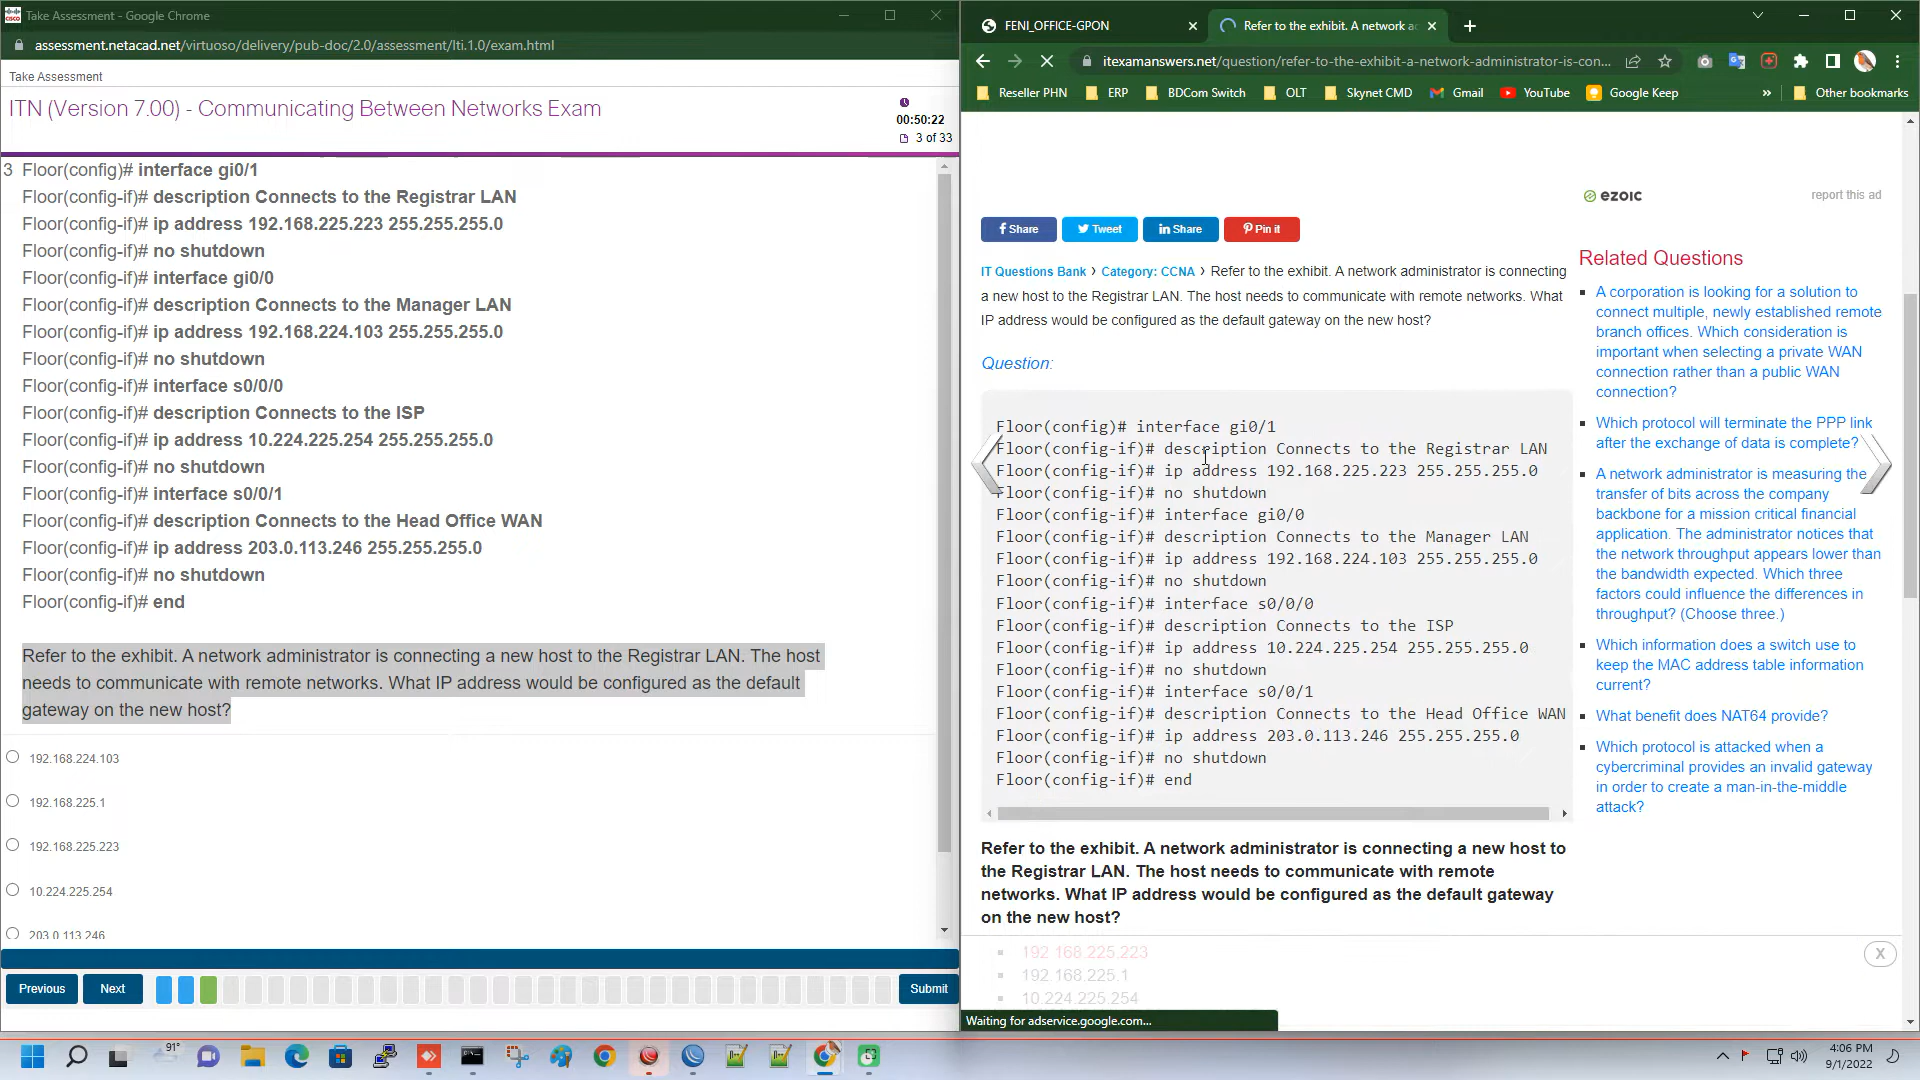 Take Assessment - Google Chrome
assessment.netacad.net/virtuoso/delivery/pub-doc/2.0/assessment/lti.1.0/exam.html
Take Assessment
ITN (Version 7.00) - Communicating Between Networks Exam
00:50:22
3 of 33
3 Floor(config)# interface gi0/1
Floor(config-if)# description Connects to the Registrar LAN
Floor(config-if)# ip address 192.168.225.223 255.255.255.0
Floor(config-if)# no shutdown
Floor(config-if)# interface gi0/0
Floor(config-if)# description Connects to the Manager LAN
Floor(config-if)# ip address 192.168.224.103 255.255.255.0
Floor(config-if)# no shutdown
Floor(config-if)# interface s0/0/0
Floor(config-if)# description Connects to the ISP
Floor(config-if)# ip address 10.224.225.254 255.255.255.0
Floor(config-if)# no shutdown
Floor(config-if)# interface s0/0/1
Floor(config-if)# description Connects to the Head Office WAN
Floor(config-if)# ip address 203.0.113.246 255.255.255.0
Floor(config-if)# no shutdown
Floor(config-if)# end
Refer to the exhibit. A network administrator is connecting a new host to the Registrar LAN. The host
needs to communicate with remote networks. What IP address would be configured as the default
gateway on the new host?
192.168.224.103
192.168.225.1
192.168.225.223
10.224.225.254
203.0.113.246
Previous
Next
Submit
FENI_OFFICE-GPON
Refer to the exhibit. A network a
itexamanswers.net/question/refer-to-the-exhibit-a-network-administrator-is-con...
Reseller PHN
ERP
BDCom Switch
OLT
Skynet CMD
Gmail
YouTube
Google Keep
»
Other bookmarks
ezoic
report this ad
Share
Tweet
in Share
Pin it
IT Questions Bank › Category: CCNA › Refer to the exhibit. A network administrator is connecting
a new host to the Registrar LAN. The host needs to communicate with remote networks. What
IP address would be configured as the default gateway on the new host?
Question:
Floor(config)# interface gi0/1
Floor(config-if)# description Connects to the Registrar LAN
Floor(config-if)# ip address 192.168.225.223 255.255.255.0
Floor(config-if)# no shutdown
Floor(config-if)# interface gi0/0
Floor(config-if)# description Connects to the Manager LAN
Floor(config-if)# ip address 192.168.224.103 255.255.255.0
Floor(config-if)# no shutdown
Floor(config-if)# interface s0/0/0
Floor(config-if)# description Connects to the ISP
Floor(config-if)# ip address 10.224.225.254 255.255.255.0
Floor(config-if)# no shutdown
Floor(config-if)# interface s0/0/1
Floor(config-if)# description Connects to the Head Office WAN
Floor(config-if)# ip address 203.0.113.246 255.255.255.0
Floor(config-if)# no shutdown
Floor(config-if)# end
Refer to the exhibit. A network administrator is connecting a new host to
the Registrar LAN. The host needs to communicate with remote
networks. What IP address would be configured as the default gateway
on the new host?
192.168.225.223
192.168.225.1
10.224.225.254
Related Questions
A corporation is looking for a solution to
connect multiple, newly established remote
branch offices. Which consideration is
important when selecting a private WAN
connection rather than a public WAN
connection?
Which protocol will terminate the PPP link
after the exchange of data is complete?
A network administrator is measuring the
transfer of bits across the company
backbone for a mission critical financial
application. The administrator notices that
the network throughput appears lower than
the bandwidth expected. Which three
factors could influence the differences in
throughput? (Choose three.)
Which information does a switch use to
keep the MAC address table information
current?
What benefit does NAT64 provide?
Which protocol is attacked when a
cybercriminal provides an invalid gateway
in order to create a man-in-the-middle
attack?
X
Waiting for adservice.google.com...
91°
4:06 PM
9/1/2022